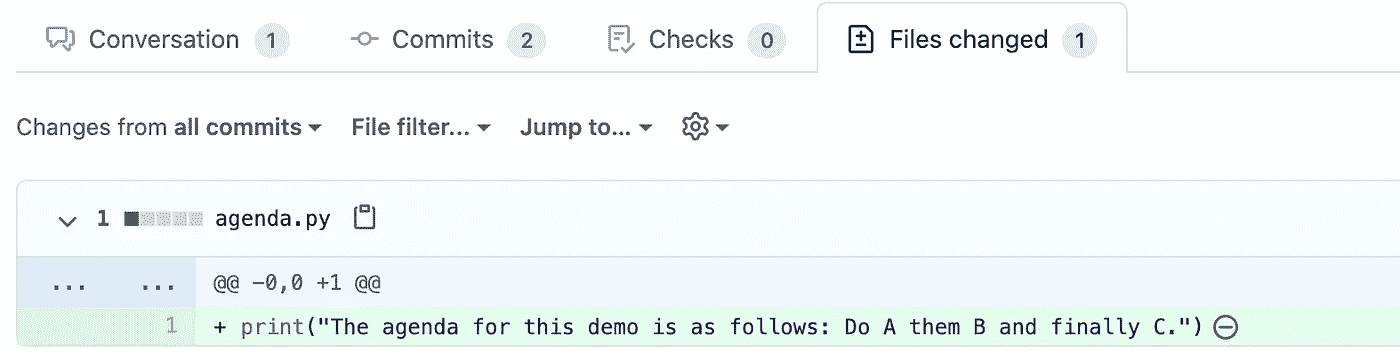 Conversation 1 Commits 2 Checks 0 Files changed 1
Changes from all commits File filter... Jump to...
1 agenda.py
... ... @@ -0,0 +1 @@
1 + print("The agenda for this demo is as follows: Do A them B and finally C.")